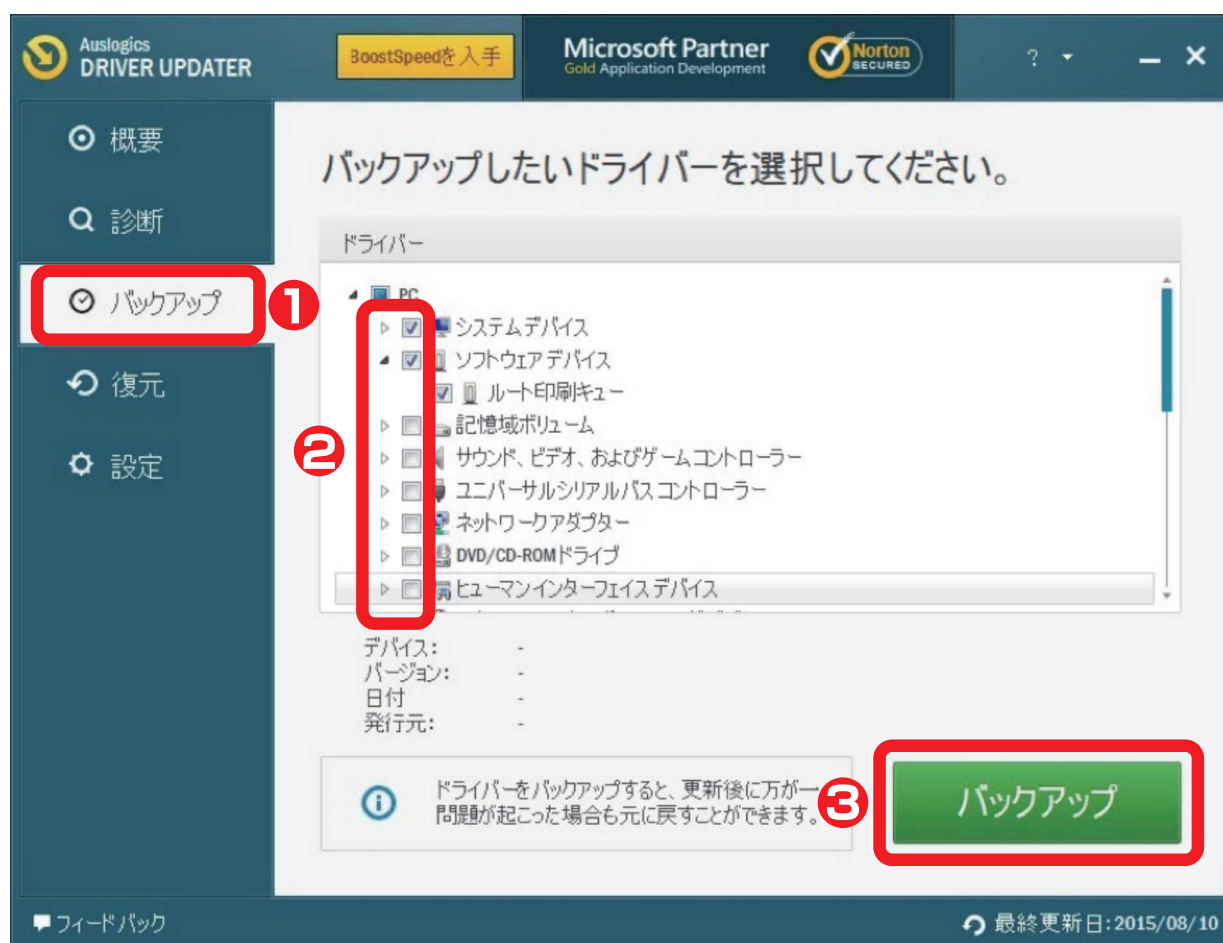 Auslogics
DRIVER UPDATER
BoostSpeedを入手
Microsoft Partner
Gold Application Development
Norton
SECURED
?
概要
診断
バックアップ
復元
設定
1
バックアップしたいドライバーを選択してください。
ドライバー
PC
システムデバイス
ソフトウェアデバイス
ルート印刷キュー
2
記憶域ボリューム
サウンド、ビデオ、およびゲームコントローラー
ユニバーサルシリアルバスコントローラー
ネットワークアダプター
DVD/CD-ROMドライブ
ヒューマンインターフェイスデバイス
デバイス: -
バージョン: -
日付 -
発行元: -
ドライバーをバックアップすると、更新後に万が一
問題が起こった場合も元に戻すことができます。
3
バックアップ
フィードバック
最終更新日:2015/08/10